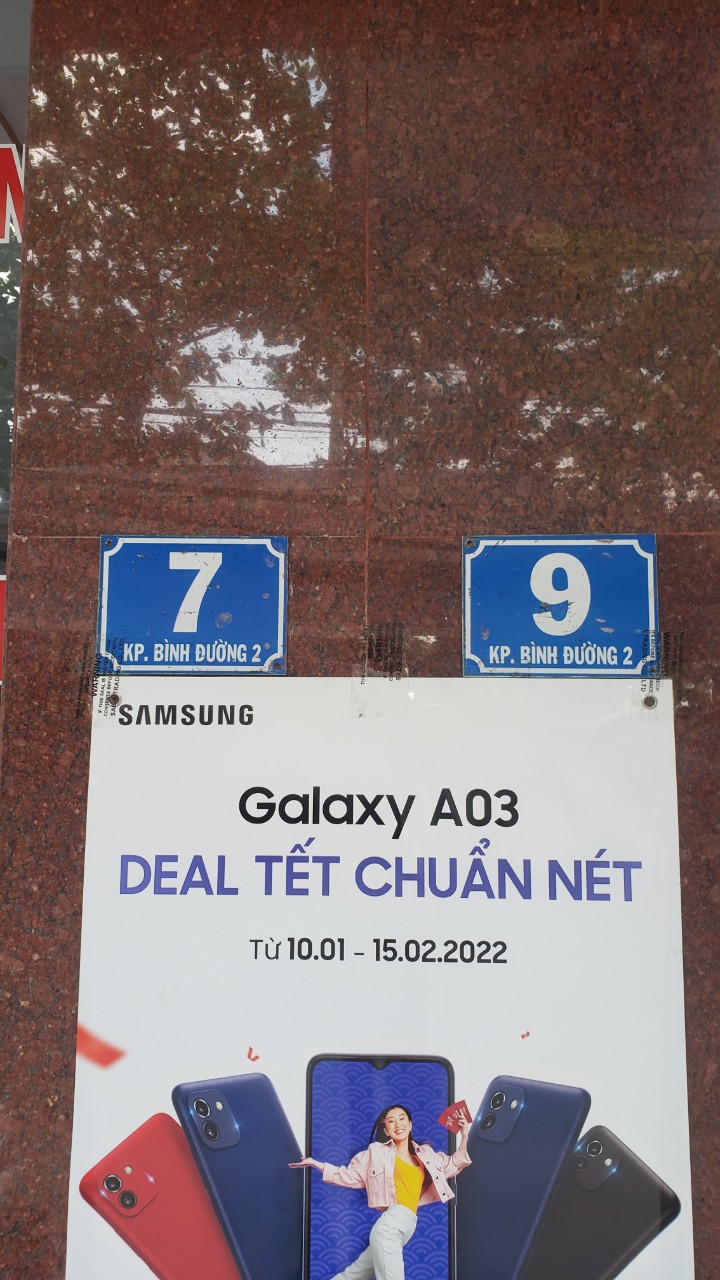 7
KP. BÌNH ĐƯỜNG 2
9
KP. BÌNH ĐƯỜNG 2
WARNING
SAMSUNG
Galaxy A03
DEAL TẾT CHUẨN NÉT
Từ 10.01 - 15.02.2022